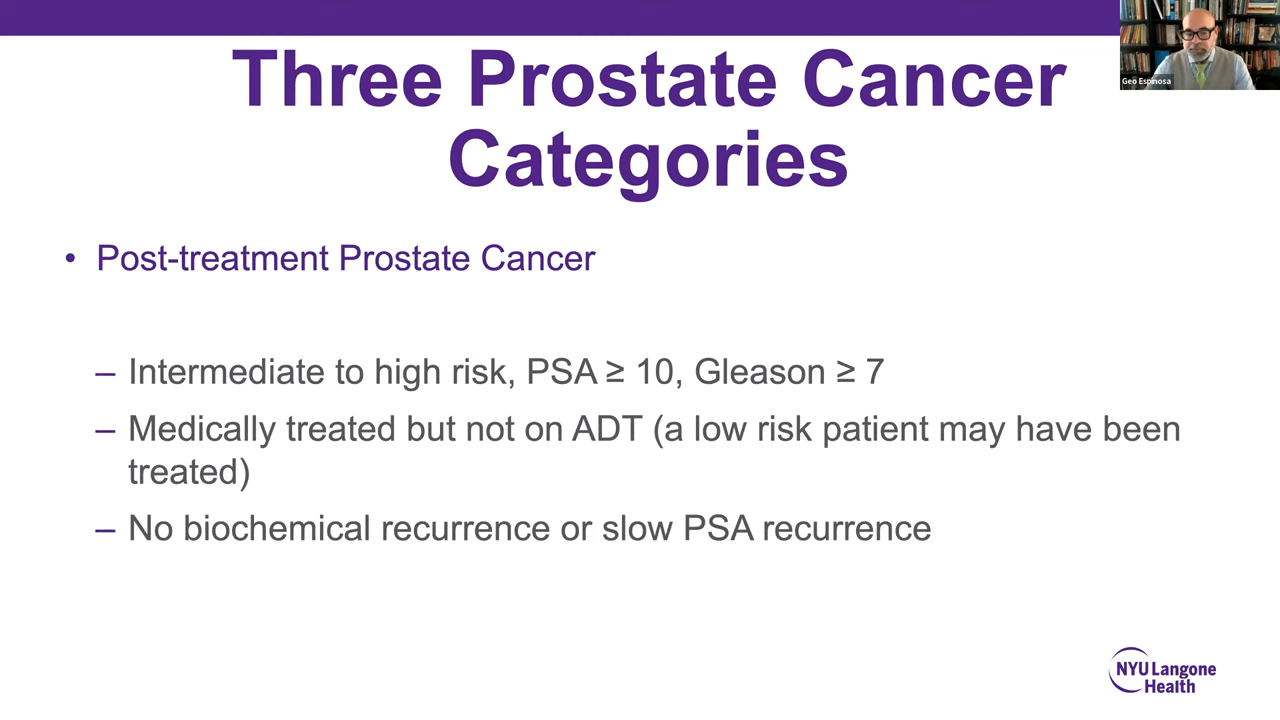 Three Prostate Cancer
Categories
Geo Espinosa
• Post-treatment Prostate Cancer
– Intermediate to high risk, PSA ≥ 10, Gleason ≥ 7
– Medically treated but not on ADT (a low risk patient may have been
treated)
– No biochemical recurrence or slow PSA recurrence
NYU Langone
Health